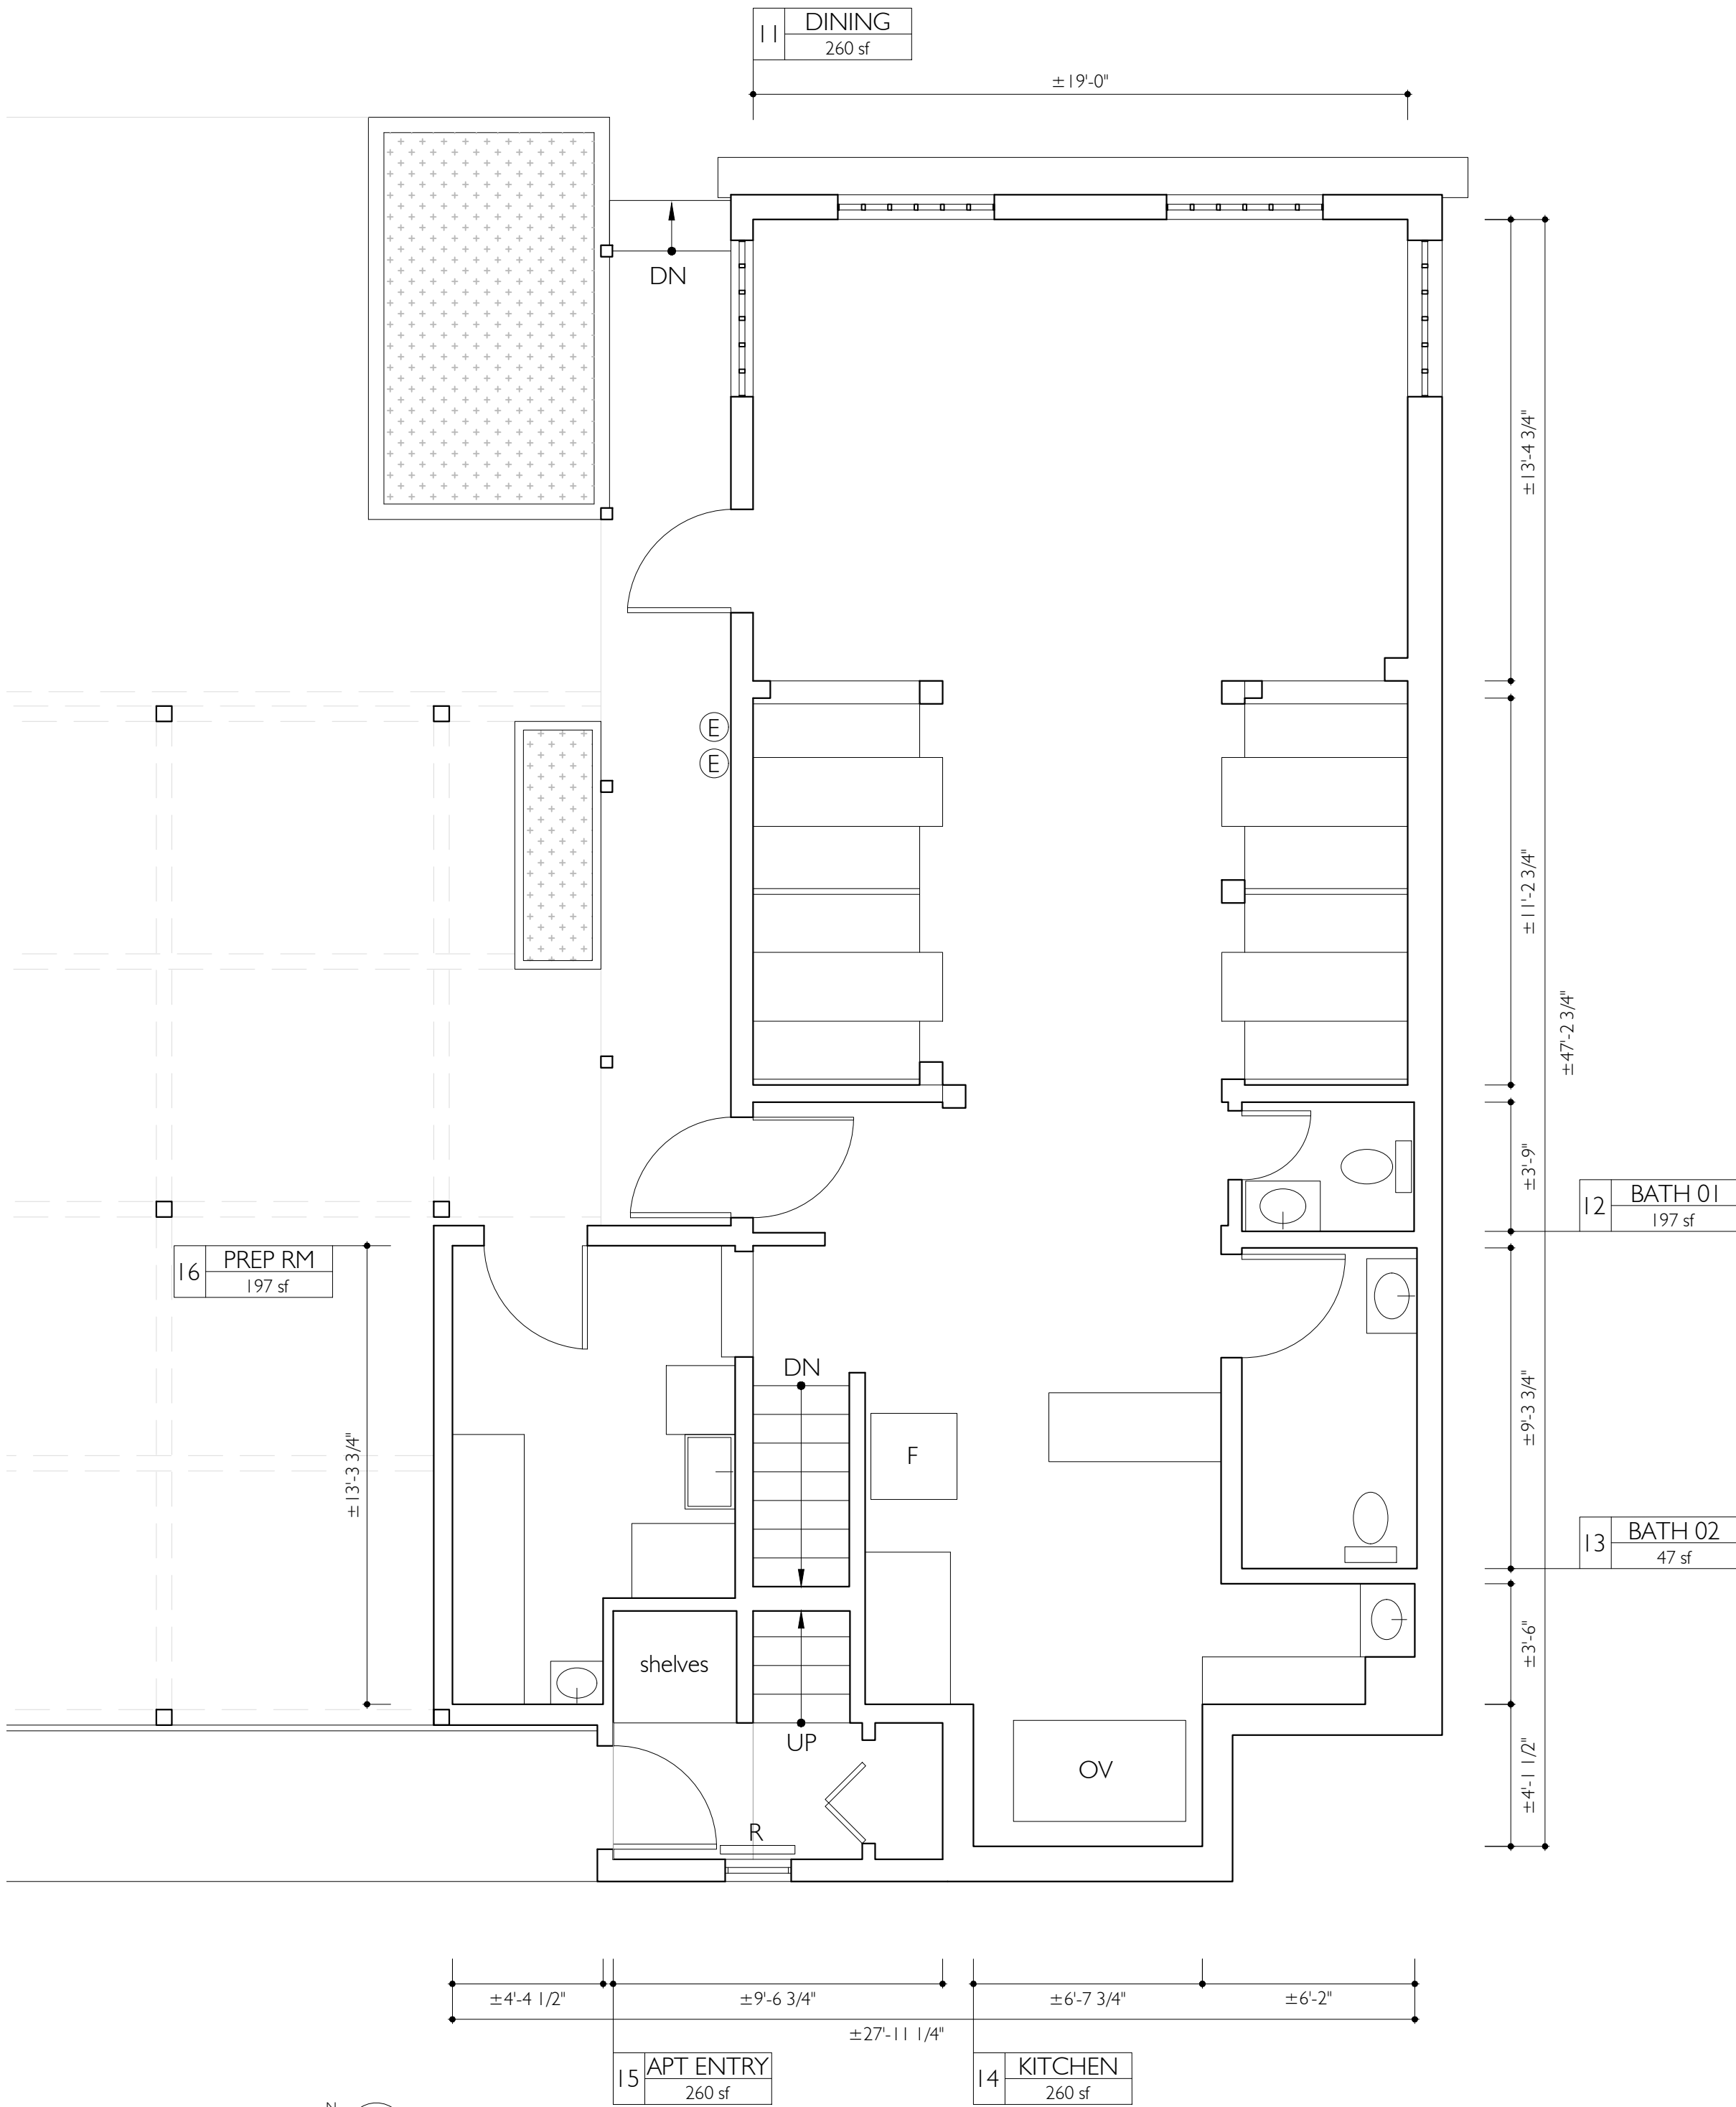 11 DINING
260 sf
±19'-0"
DN
±13'-4 3/4"
E
E
±11'-2 3/4"
±47'-2 3/4"
±3'-9"
12 BATH 01
197 sf
16 PREP RM
197 sf
DN
±9'-3 3/4"
F
±13'-3 3/4"
13 BATH 02
47 sf
±3'-6"
shelves
UP
OV
±4'-1 1/2"
R
±4'-4 1/2"
±9'-6 3/4"
±6'-7 3/4"
±6'-2"
±27'-11 1/4"
15 APT ENTRY
260 sf
14 KITCHEN
260 sf
N